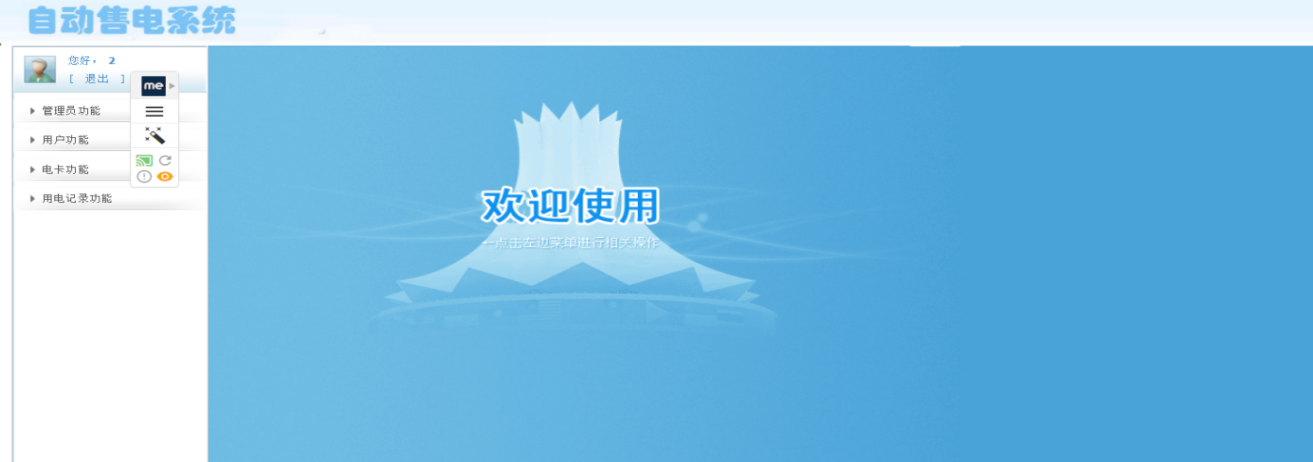 自动售电系统
您好， 2
[ 退出 ]
me
管理员功能
用户功能
电卡功能
用电记录功能
欢迎使用
一点击左边菜单进行相关操作